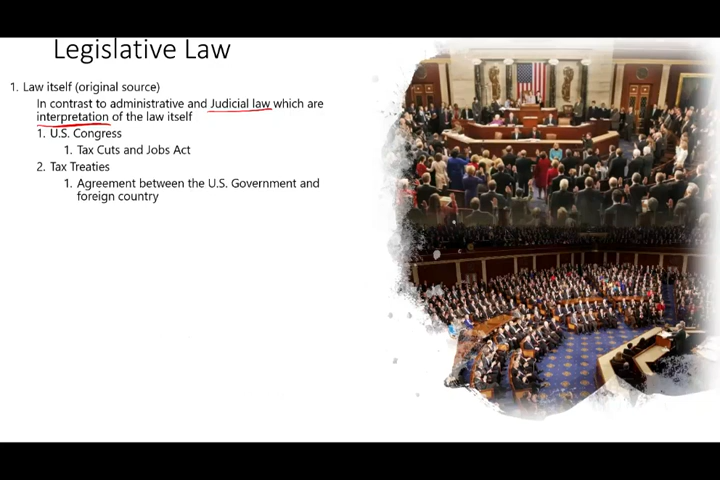 Legislative Law
1. Law itself (original source)
In contrast to administrative and Judicial law which are
interpretation of the law itself
1. U.S. Congress
1. Tax Cuts and Jobs Act
2. Tax Treaties
1. Agreement between the U.S. Government and
foreign country